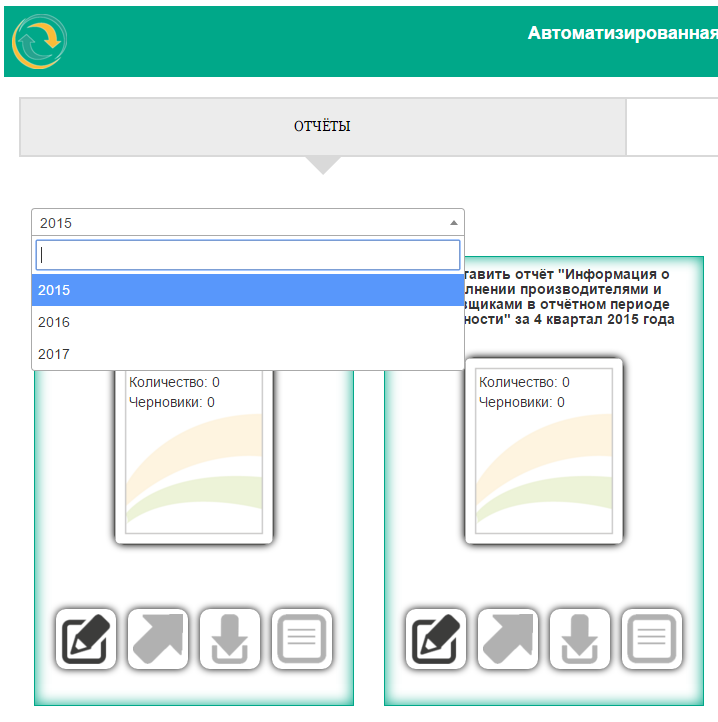 Автоматизированная
ОТЧЁТЫ
2015
2015
2016
2017
тавить отчёт "Информация о
лнении производителями и
щиками в отчётном периоде
ности" за 4 квартал 2015 года
Количество: 0
Черновики: 0
Количество: 0
Черновики: 0